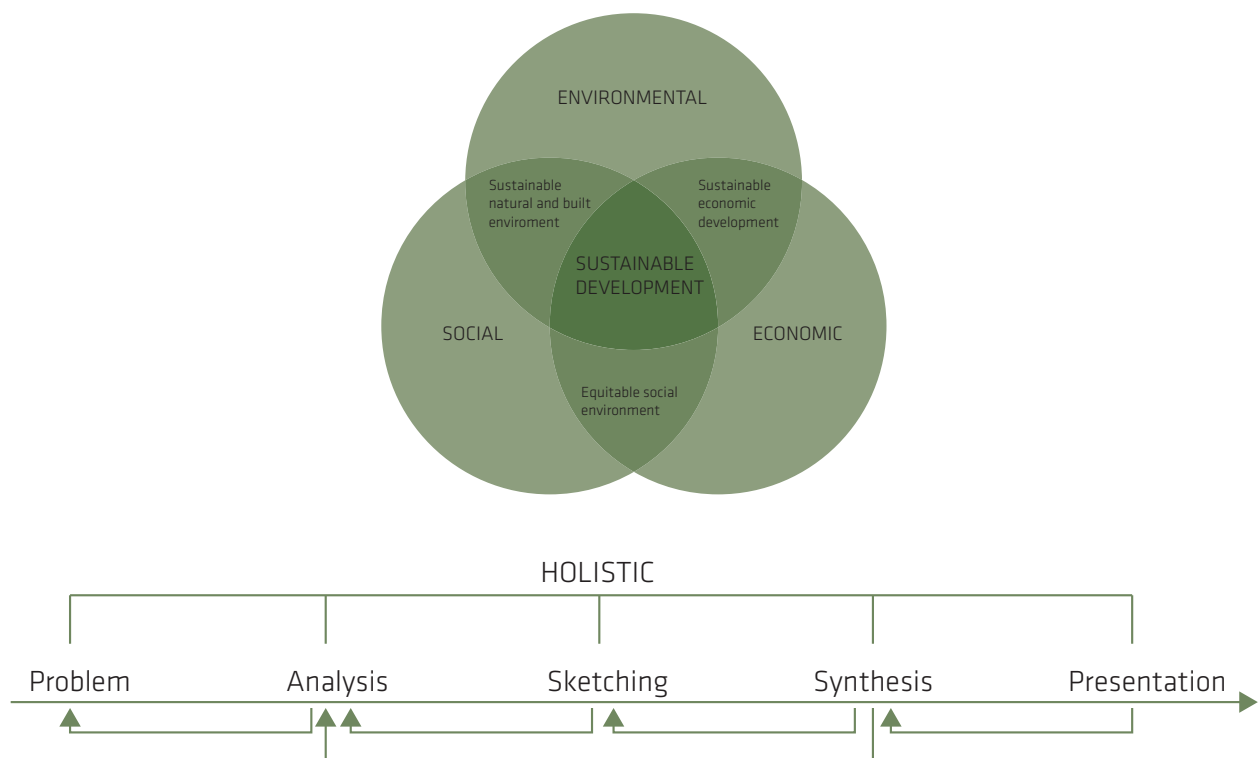 ENVIRONMENTAL
Sustainable
natural and built
enviroment
Sustainable
economic
development
SUSTAINABLE
DEVELOPMENT
SOCIAL
ECONOMIC
Equitable social
environment
HOLISTIC
Problem
Analysis
Sketching
Synthesis
Presentation